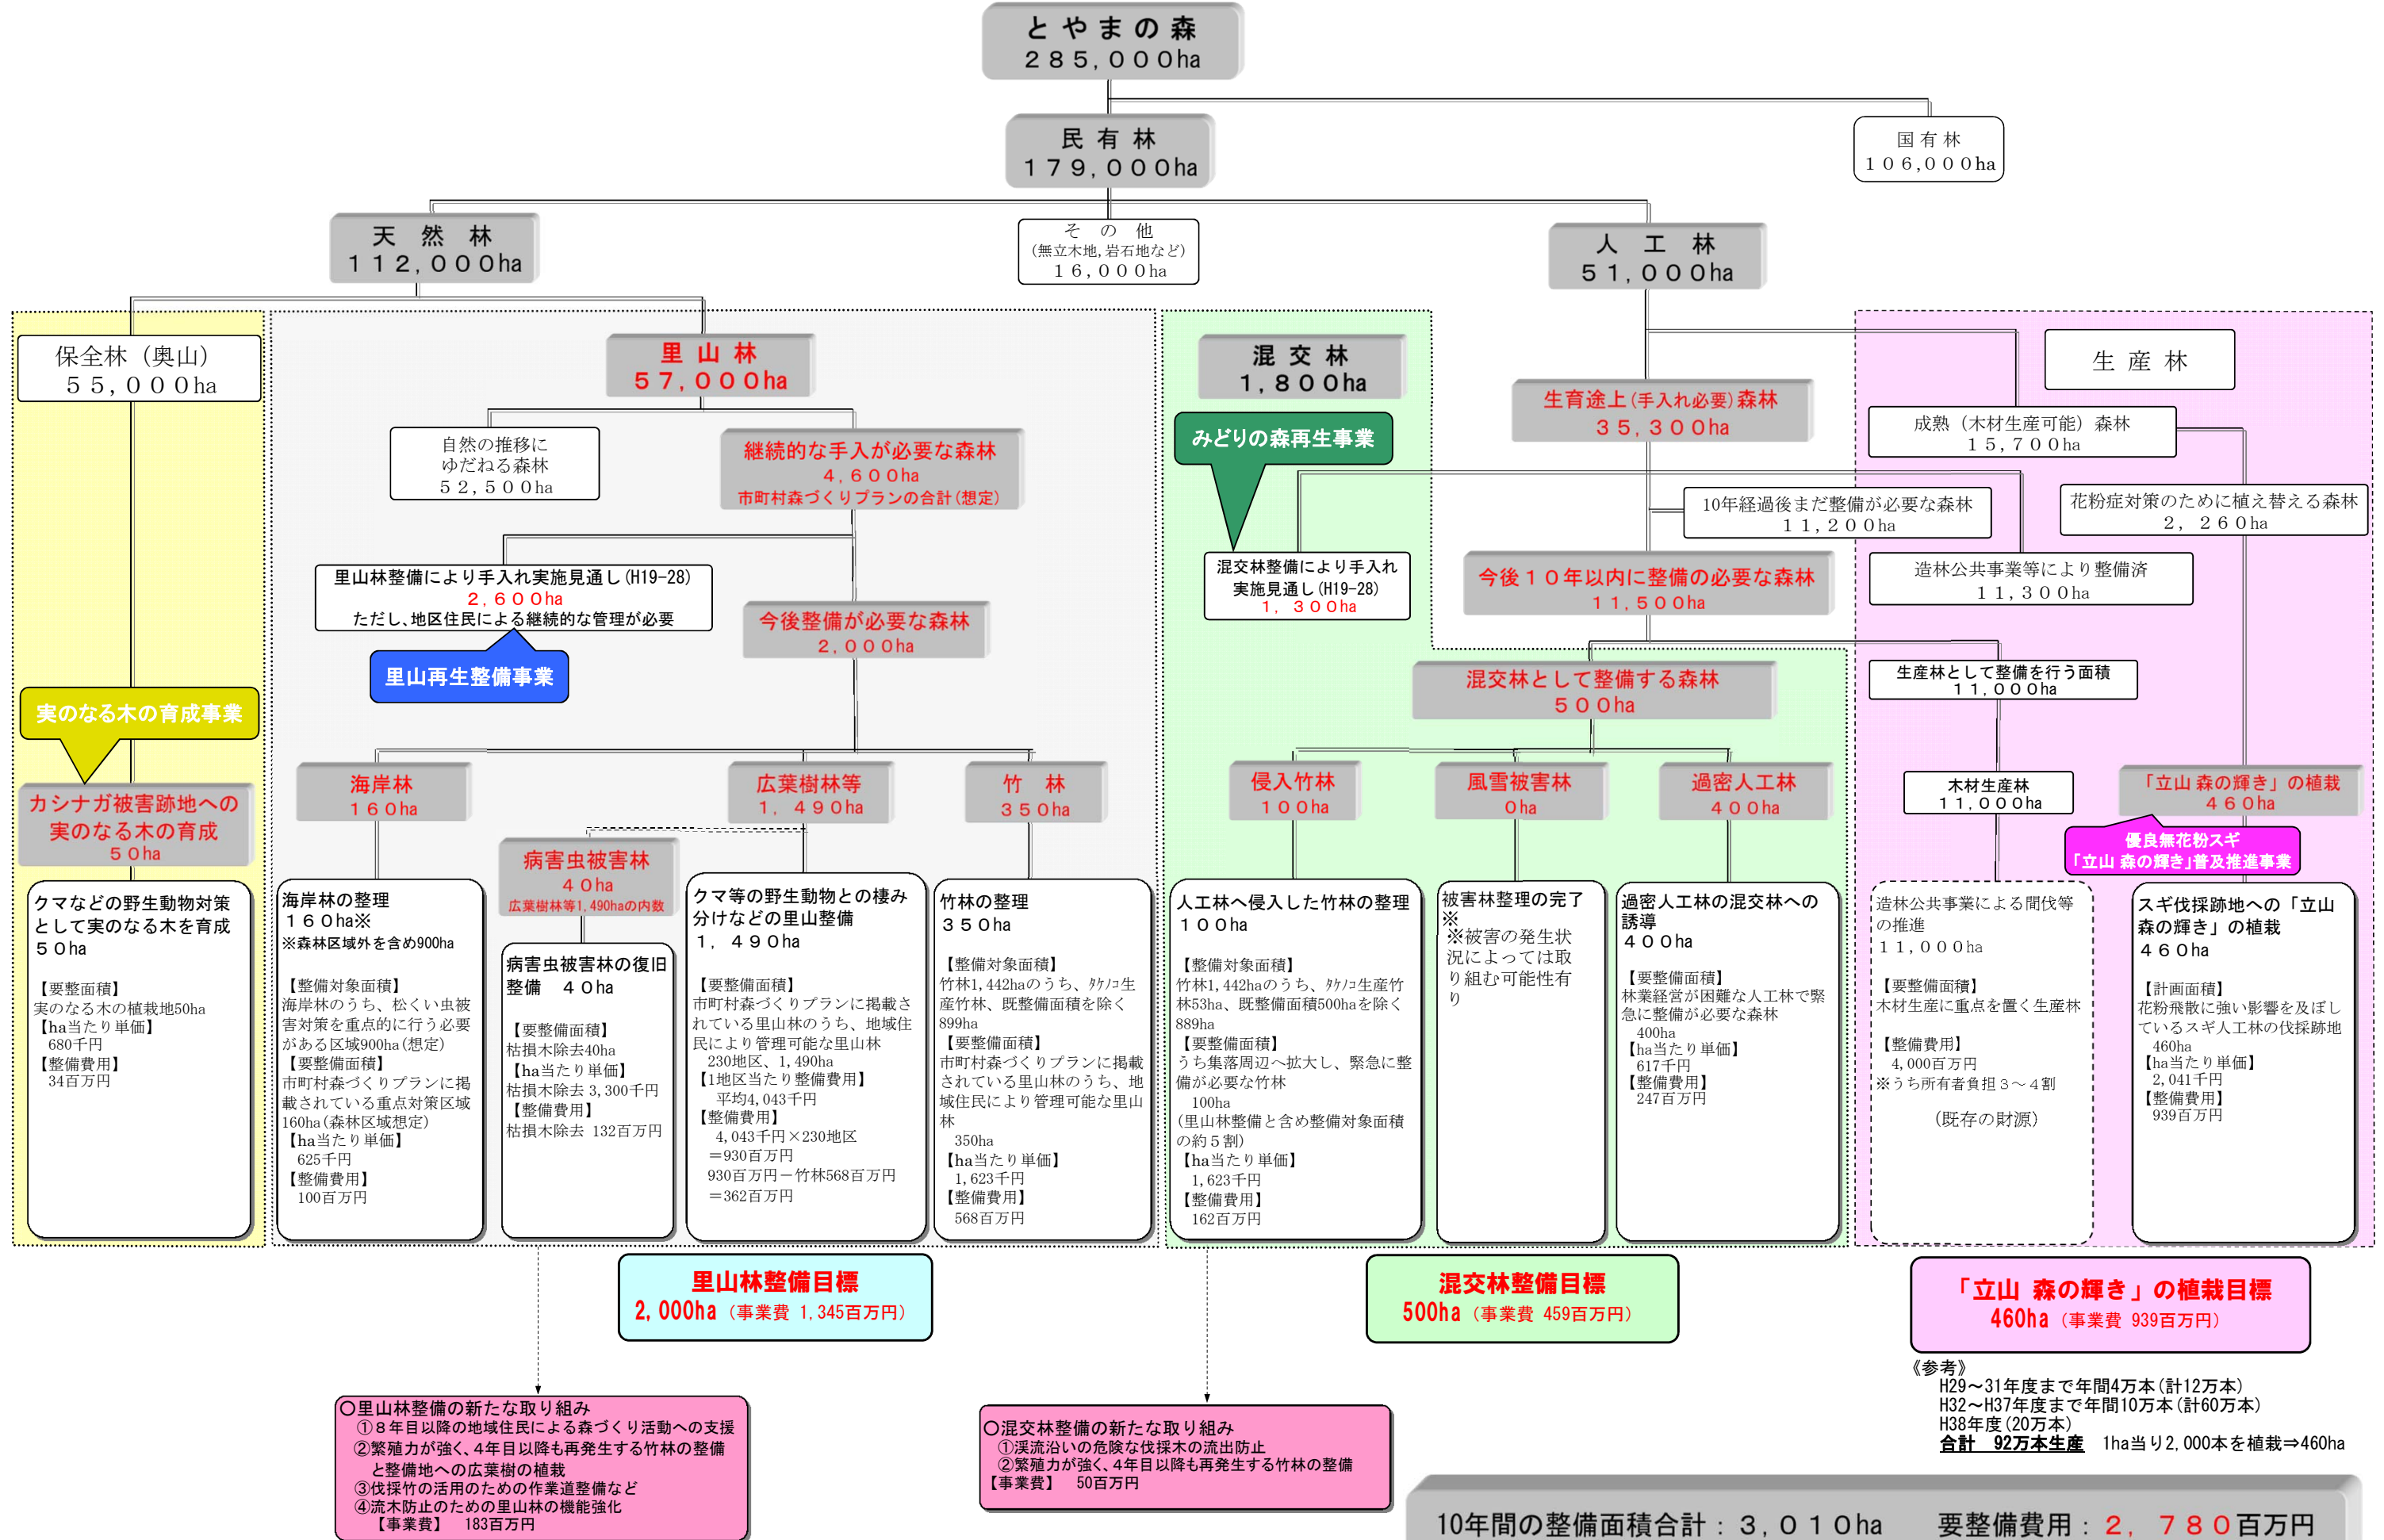 とやまの森
２８５,０００ha
民有林
１７９,０００ha
国有林
１０６,０００ha
天　然　林
１１２,０００ha
そ　の　他
(無立木地,岩石地など)
１６,０００ha
人　工　林
５１,０００ha
保全林（奥山）
５５,０００ha
里山林
５７,０００ha
自然の推移に
ゆだねる森林
５２,５００ha
継続的な手入が必要な森林
４,６００ha
市町村森づくりプランの合計(想定)
里山林整備により手入れ実施見通し(H19-28)
２,６００ha
ただし、地区住民による継続的な管理が必要
里山再生整備事業
今後整備が必要な森林
２,０００ha
混交林
１,８００ha
みどりの森再生事業
混交林整備により手入れ
実施見通し(H19-28)
１,３００ha
生育途上(手入れ必要)森林
３５,３００ha
生産林
成熟（木材生産可能）森林
１５,７００ha
10年経過後まだ整備が必要な森林
１１,２００ha
花粉症対策のために植え替える森林
２,２６０ha
今後１０年以内に整備の必要な森林
１１,５００ha
造林公共事業等により整備済
１１,３００ha
混交林として整備する森林
５００ha
生産林として整備を行う面積
１１,０００ha
実のなる木の育成事業
カシナガ被害跡地への
実のなる木の育成
５０ha
海岸林
１６０ha
広葉樹林等
１,４９０ha
竹　林
３５０ha
病害虫被害林
４０ha
広葉樹林等1,490haの内数
侵入竹林
１００ha
風雪被害林
０ha
過密人工林
４００ha
木材生産林
１１,０００ha
「立山 森の輝き」の植栽
４６０ha
優良無花粉スギ
「立山 森の輝き」普及推進事業
クマなどの野生動物対策
として実のなる木を育成
５０ha
【要整面積】
実のなる木の植栽地50ha
【ha当たり単価】
680千円
【整備費用】
34百万円
海岸林の整理
１６０ha※
※森林区域外を含め900ha
【整備対象面積】
海岸林のうち、松くい虫被
害対策を重点的に行う必要
がある区域900ha(想定)
【要整備面積】
市町村森づくりプランに掲
載されている重点対策区域
160ha(森林区域想定)
【ha当たり単価】
625千円
【整備費用】
100百万円
病害虫被害林の復旧
整備　４０ha
【要整備面積】
枯損木除去40ha
【ha当たり単価】
枯損木除去 3,300千円
【整備費用】
枯損木除去 132百万円
クマ等の野生動物との棲み
分けなどの里山整備
１,４９０ha
【要整備面積】
市町村森づくりプランに掲載さ
れている里山林のうち、地域住
民により管理可能な里山林
230地区、1,490ha
【1地区当たり整備費用】
平均4,043千円
【整備費用】
4,043千円×230地区
＝930百万円
930百万円－竹林568百万円
＝362百万円
竹林の整理
３５０ha
【整備対象面積】
竹林1,442haのうち、ﾀｹﾉｺ生
産竹林、既整備面積を除く
899ha
【要整備面積】
市町村森づくりプランに掲載
されている里山林のうち、地
域住民により管理可能な里山
林
350ha
【ha当たり単価】
1,623千円
【整備費用】
568百万円
人工林へ侵入した竹林の整理
１００ha
【整備対象面積】
竹林1,442haのうち、ﾀｹﾉｺ生産竹
林53ha、既整備面積500haを除く
889ha
【要整備面積】
うち集落周辺へ拡大し、緊急に整
備が必要な竹林
100ha
(里山林整備と含め整備対象面積
の約５割)
【ha当たり単価】
1,623千円
【整備費用】
162百万円
被害林整理の完了
※
※被害の発生状
況によっては取
り組む可能性有
り
過密人工林の混交林への
誘導
４００ha
【要整備面積】
林業経営が困難な人工林で緊
急に整備が必要な森林
400ha
【ha当たり単価】
617千円
【整備費用】
247百万円
造林公共事業による間伐等
の推進
１１,０００ha
【要整備面積】
木材生産に重点を置く生産林
【整備費用】
4,000百万円
※うち所有者負担３～４割
（既存の財源）
スギ伐採跡地への「立山
森の輝き」の植栽
４６０ha
【計画面積】
花粉飛散に強い影響を及ぼし
ているスギ人工林の伐採跡地
460ha
【ha当たり単価】
2,041千円
【整備費用】
939百万円
里山林整備目標
2,000ha（事業費 1,345百万円）
混交林整備目標
500ha（事業費 459百万円）
「立山 森の輝き」の植栽目標
460ha（事業費 939百万円）
《参考》
H29～31年度まで年間4万本(計12万本)
H32～H37年度まで年間10万本(計60万本)
H38年度(20万本)
合計　92万本生産　1ha当り2,000本を植栽⇒460ha
〇里山林整備の新たな取り組み
①８年目以降の地域住民による森づくり活動への支援
②繁殖力が強く、４年目以降も再発生する竹林の整備
と整備地への広葉樹の植栽
③伐採竹の活用のための作業道整備など
④流木防止のための里山林の機能強化
【事業費】　183百万円
〇混交林整備の新たな取り組み
①渓流沿いの危険な伐採木の流出防止
②繁殖力が強く、４年目以降も再発生する竹林の整備
【事業費】　50百万円
10年間の整備面積合計：３,０１０ha　要整備費用：２,７８０百万円